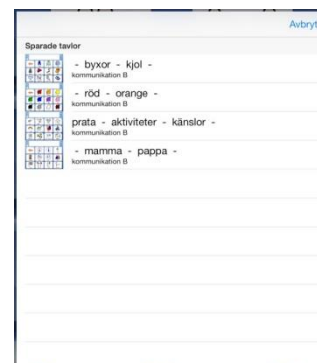 Avbryt
Sparade tavlor
- byxor - kjol -
kommunikation B
- röd - orange -
kommunikation B
prata - aktiviteter - känslor -
kommunikation B
- mamma - pappa -
kommunikation B